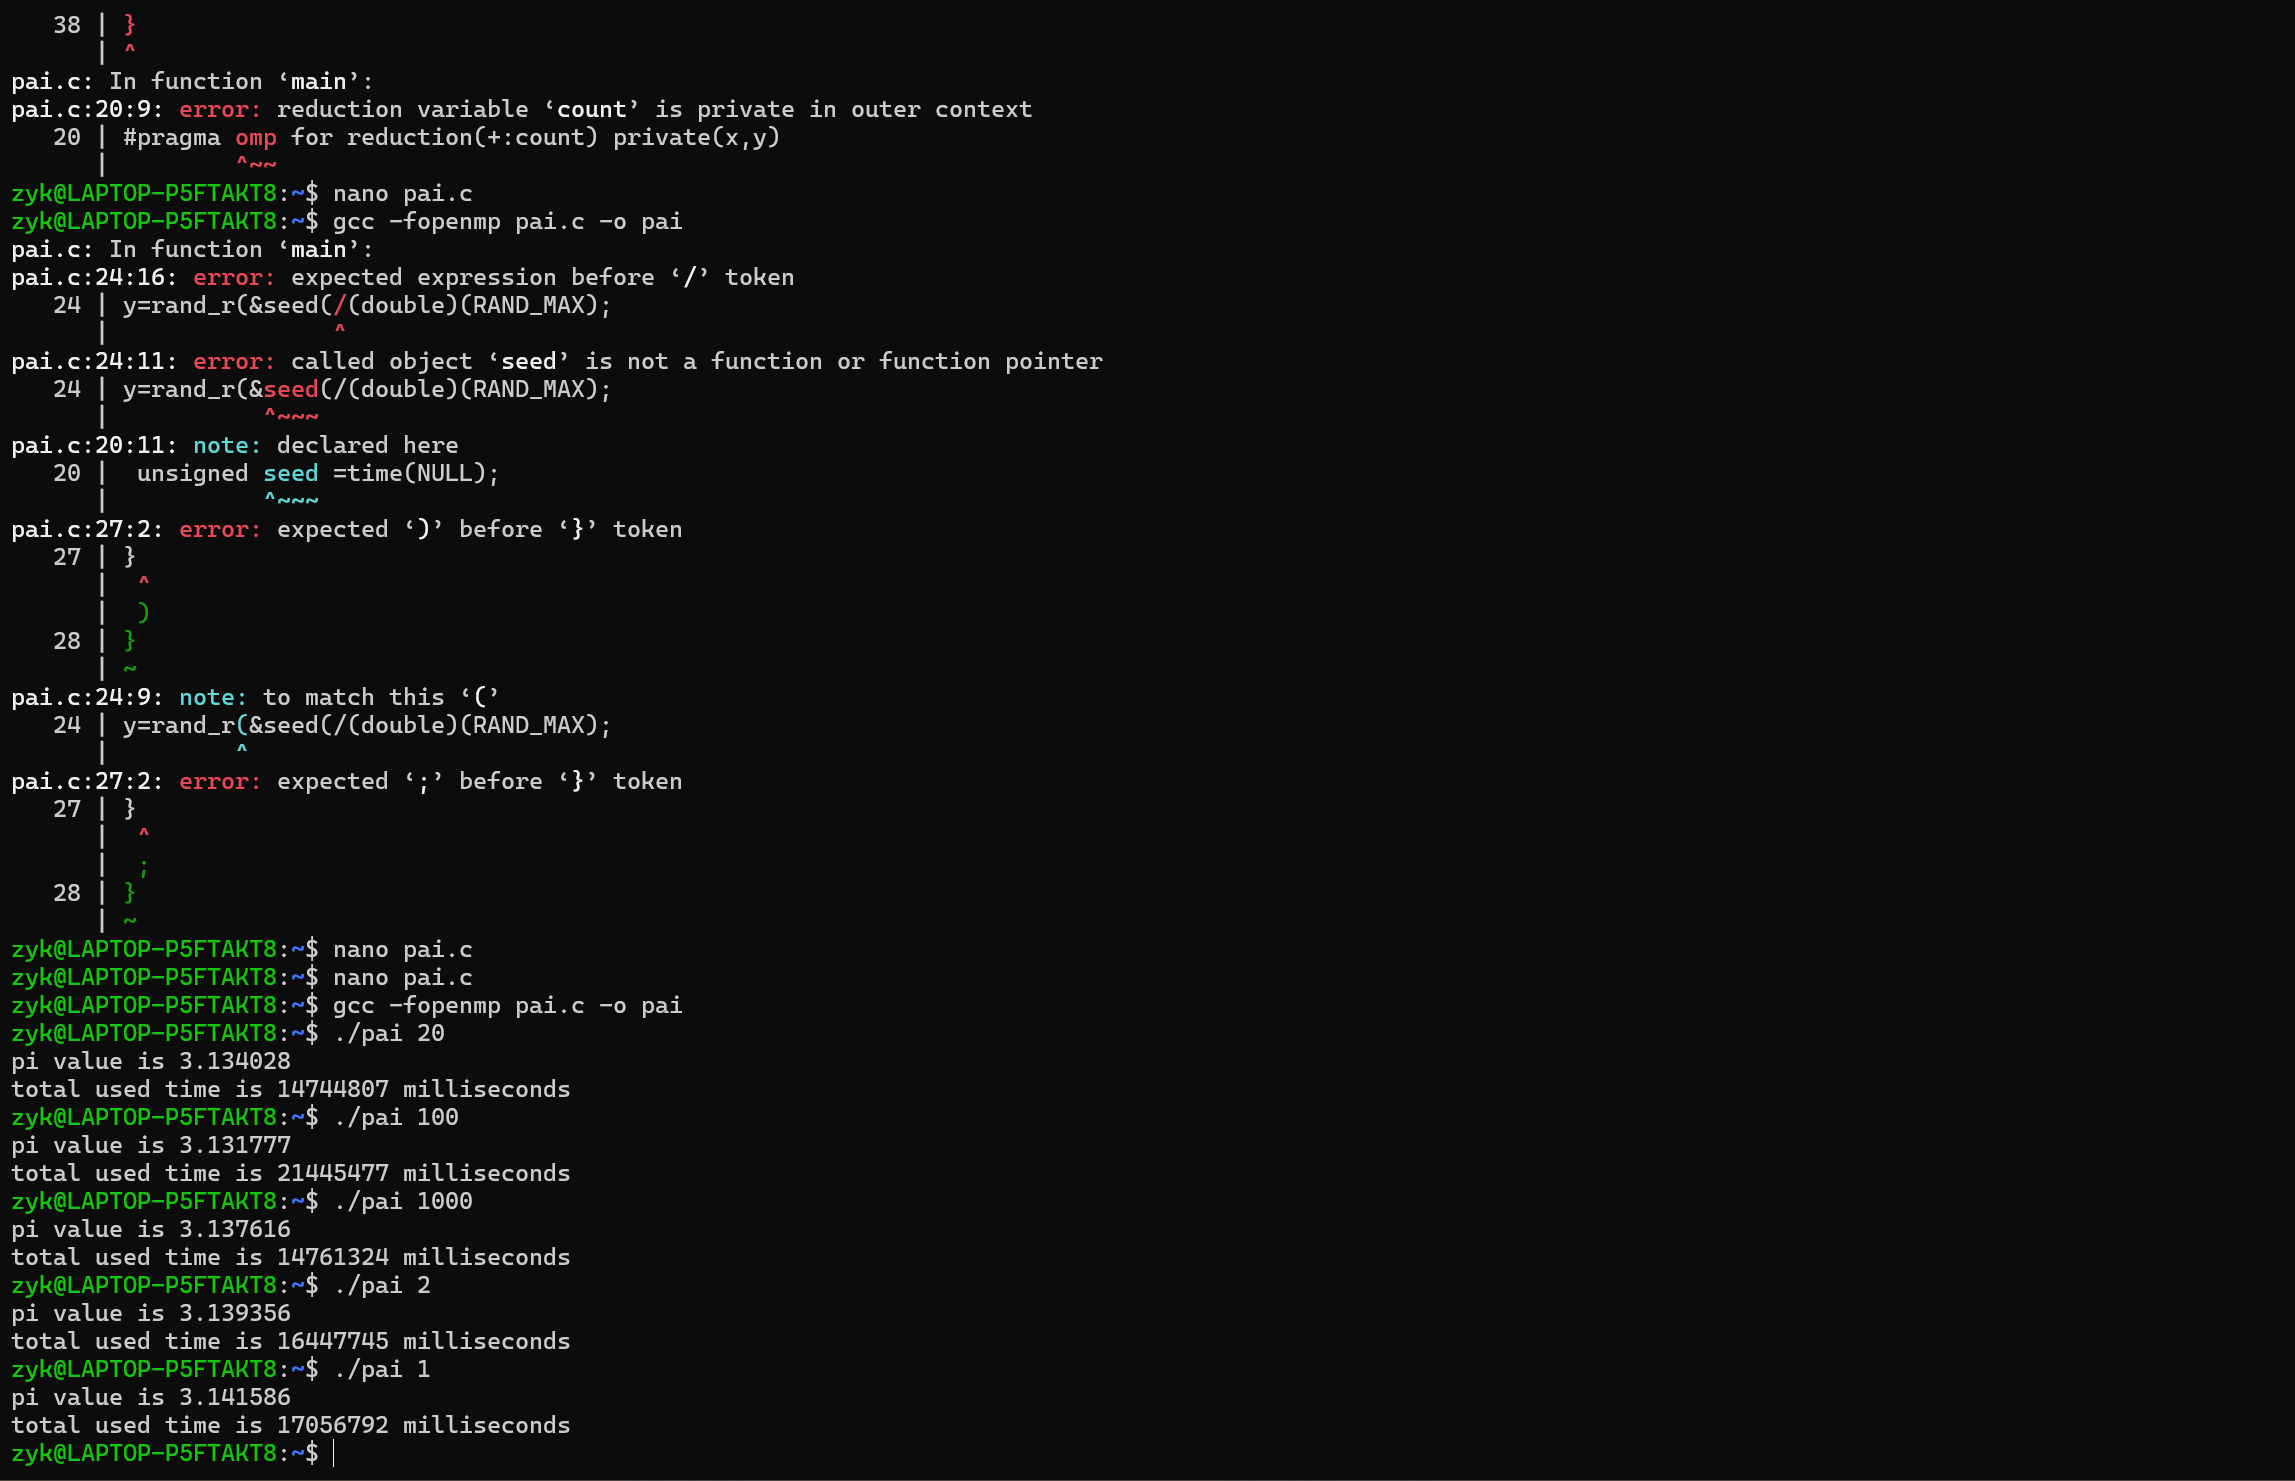 38 | }
      | ^
pai.c: In function ‘main’:
pai.c:20:9: error: reduction variable ‘count’ is private in outer context
   20 | #pragma omp for reduction(+:count) private(x,y)
      |         ^~~
zyk@LAPTOP-P5FTAKT8:~$ nano pai.c
zyk@LAPTOP-P5FTAKT8:~$ gcc -fopenmp pai.c -o pai
pai.c: In function ‘main’:
pai.c:24:16: error: expected expression before ‘/’ token
   24 | y=rand_r(&seed(/(double)(RAND_MAX);
      |                ^
pai.c:24:11: error: called object ‘seed’ is not a function or function pointer
   24 | y=rand_r(&seed(/(double)(RAND_MAX);
      |           ^~~~
pai.c:20:11: note: declared here
   20 |  unsigned seed =time(NULL);
      |           ^~~~
pai.c:27:2: error: expected ‘)’ before ‘}’ token
   27 | }
      |  ^
      |  )
   28 | }
      | ~
pai.c:24:9: note: to match this ‘(’
   24 | y=rand_r(&seed(/(double)(RAND_MAX);
      |         ^
pai.c:27:2: error: expected ‘;’ before ‘}’ token
   27 | }
      |  ^
      |  ;
   28 | }
      | ~
zyk@LAPTOP-P5FTAKT8:~$ nano pai.c
zyk@LAPTOP-P5FTAKT8:~$ nano pai.c
zyk@LAPTOP-P5FTAKT8:~$ gcc -fopenmp pai.c -o pai
zyk@LAPTOP-P5FTAKT8:~$ ./pai 20
pi value is 3.134028
total used time is 14744807 milliseconds
zyk@LAPTOP-P5FTAKT8:~$ ./pai 100
pi value is 3.131777
total used time is 21445477 milliseconds
zyk@LAPTOP-P5FTAKT8:~$ ./pai 1000
pi value is 3.137616
total used time is 14761324 milliseconds
zyk@LAPTOP-P5FTAKT8:~$ ./pai 2
pi value is 3.139356
total used time is 16447745 milliseconds
zyk@LAPTOP-P5FTAKT8:~$ ./pai 1
pi value is 3.141586
total used time is 17056792 milliseconds
zyk@LAPTOP-P5FTAKT8:~$